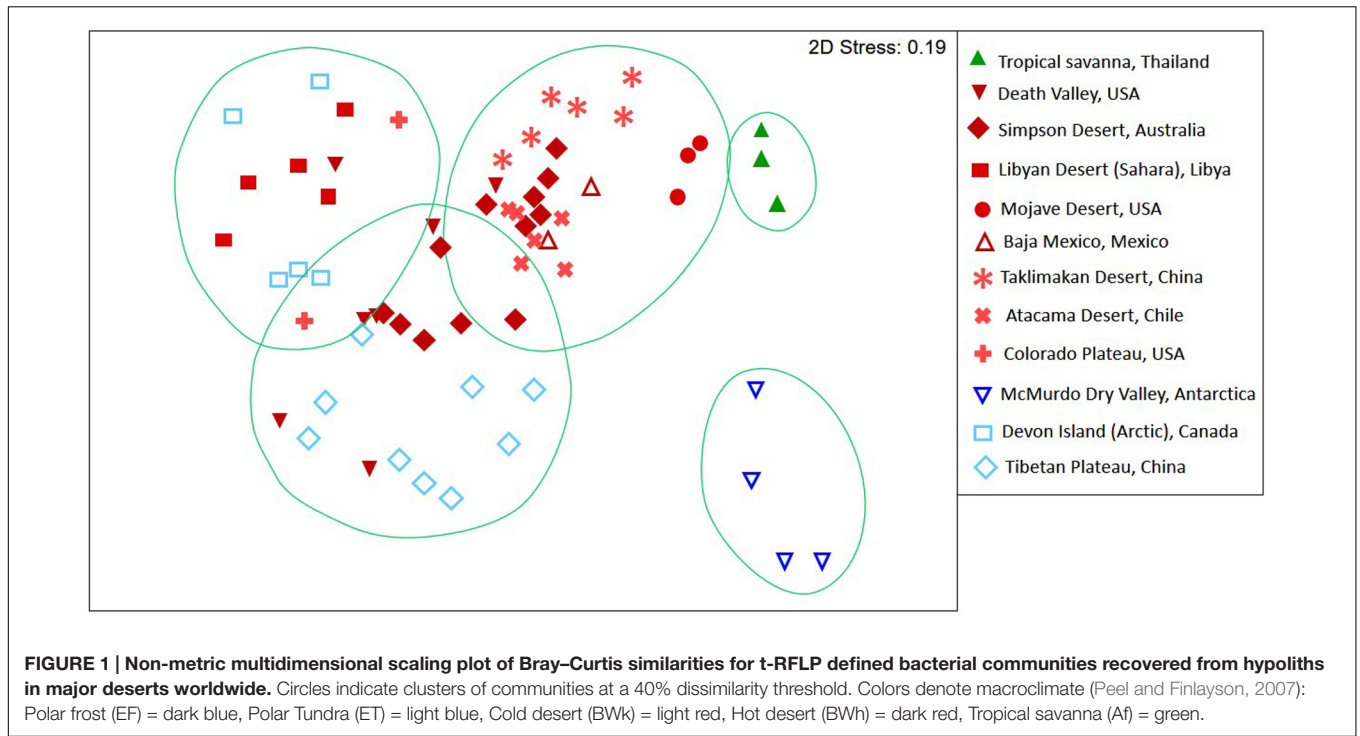 2D Stress: 0.19
Tropical savanna, Thailand
Death Valley, USA
Simpson Desert, Australia
Libyan Desert (Sahara), Libya
Mojave Desert, USA
Baja Mexico, Mexico
Taklimakan Desert, China
Atacama Desert, Chile
Colorado Plateau, USA
McMurdo Dry Valley, Antarctica
Devon Island (Arctic), Canada
Tibetan Plateau, China
FIGURE 1 | Non-metric multidimensional scaling plot of Bray–Curtis similarities for t-RFLP defined bacterial communities recovered from hypoliths
in major deserts worldwide. Circles indicate clusters of communities at a 40% dissimilarity threshold. Colors denote macroclimate (Peel and Finlayson, 2007):
Polar frost (EF) = dark blue, Polar Tundra (ET) = light blue, Cold desert (BWk) = light red, Hot desert (BWh) = dark red, Tropical savanna (Af) = green.